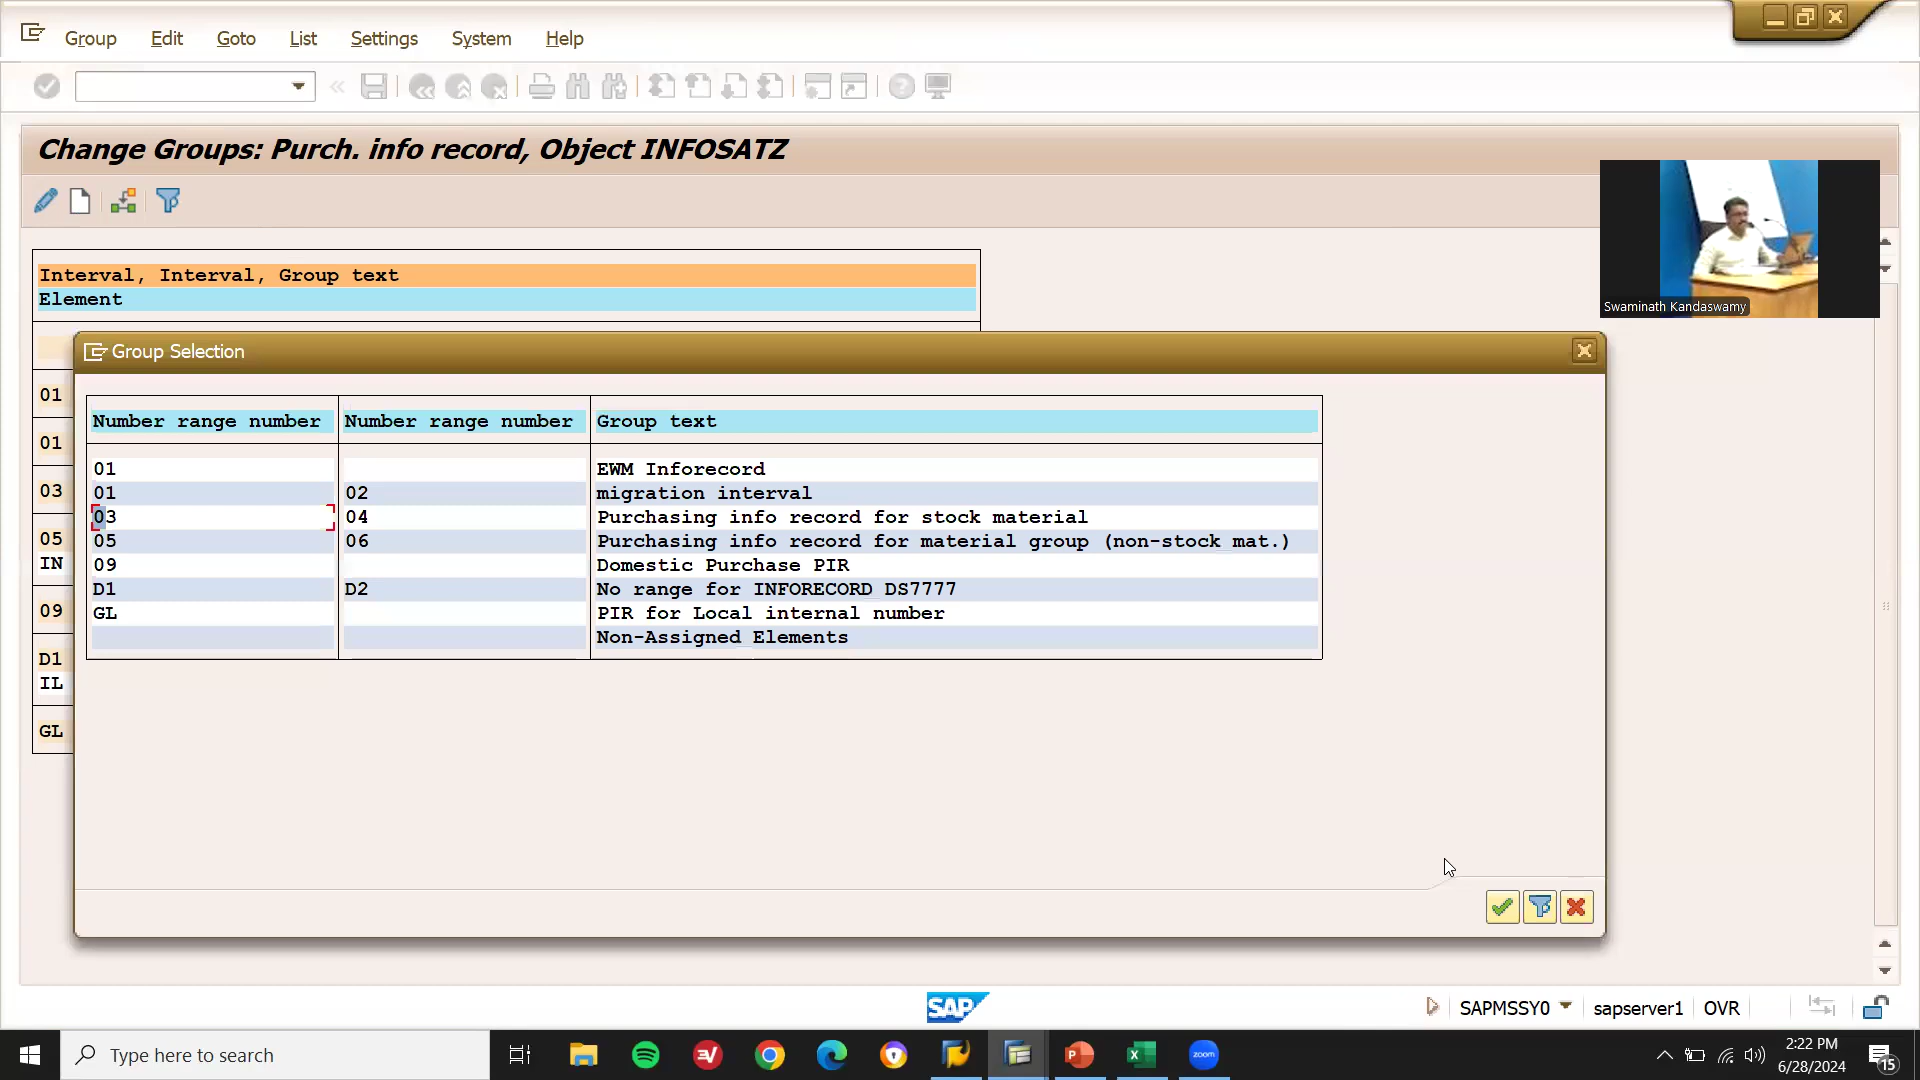 Group Edit Goto List Settings System Help
Change Groups: Purch. info record, Object INFOSATZ
Swaminath Kandaswamy
Interval, Interval, Group text
Element
01
01
03
05
IN
09
D1
IL
GL
Group Selection
Number range number Number range number Group text
01 EWM Inforecord
01 02 migration interval
03 04 Purchasing info record for stock material
05 06 Purchasing info record for material group (non-stock mat.)
09 Domestic Purchase PIR
D1 D2 No range for INFORECORD DS7777
GL PIR for Local internal number
Non-Assigned Elements
SAP SAPMSSY0 sapserver1 OVR
Type here to search
zoom
2:22 PM
6/28/2024
15